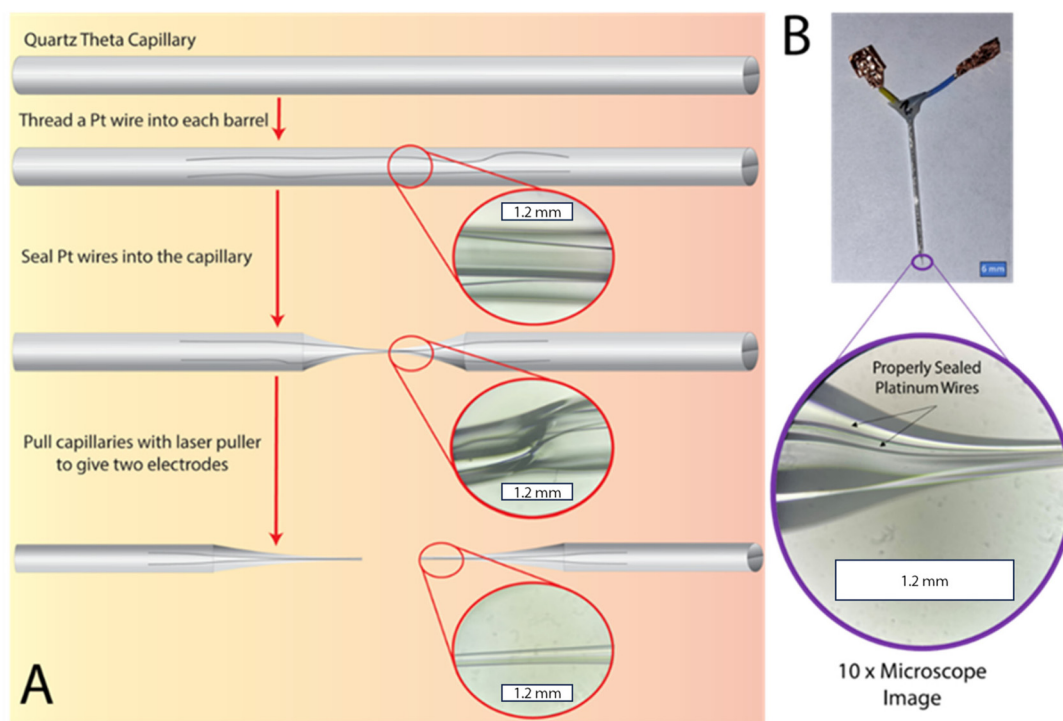 Quartz Theta Capillary
Thread a Pt wire into each barrel
1.2 mm
Seal Pt wires into the capillary
1.2 mm
Pull capillaries with laser puller
to give two electrodes
1.2 mm
A
B
6 mm
Properly Sealed
Platinum Wires
1.2 mm
10 x Microscope
Image